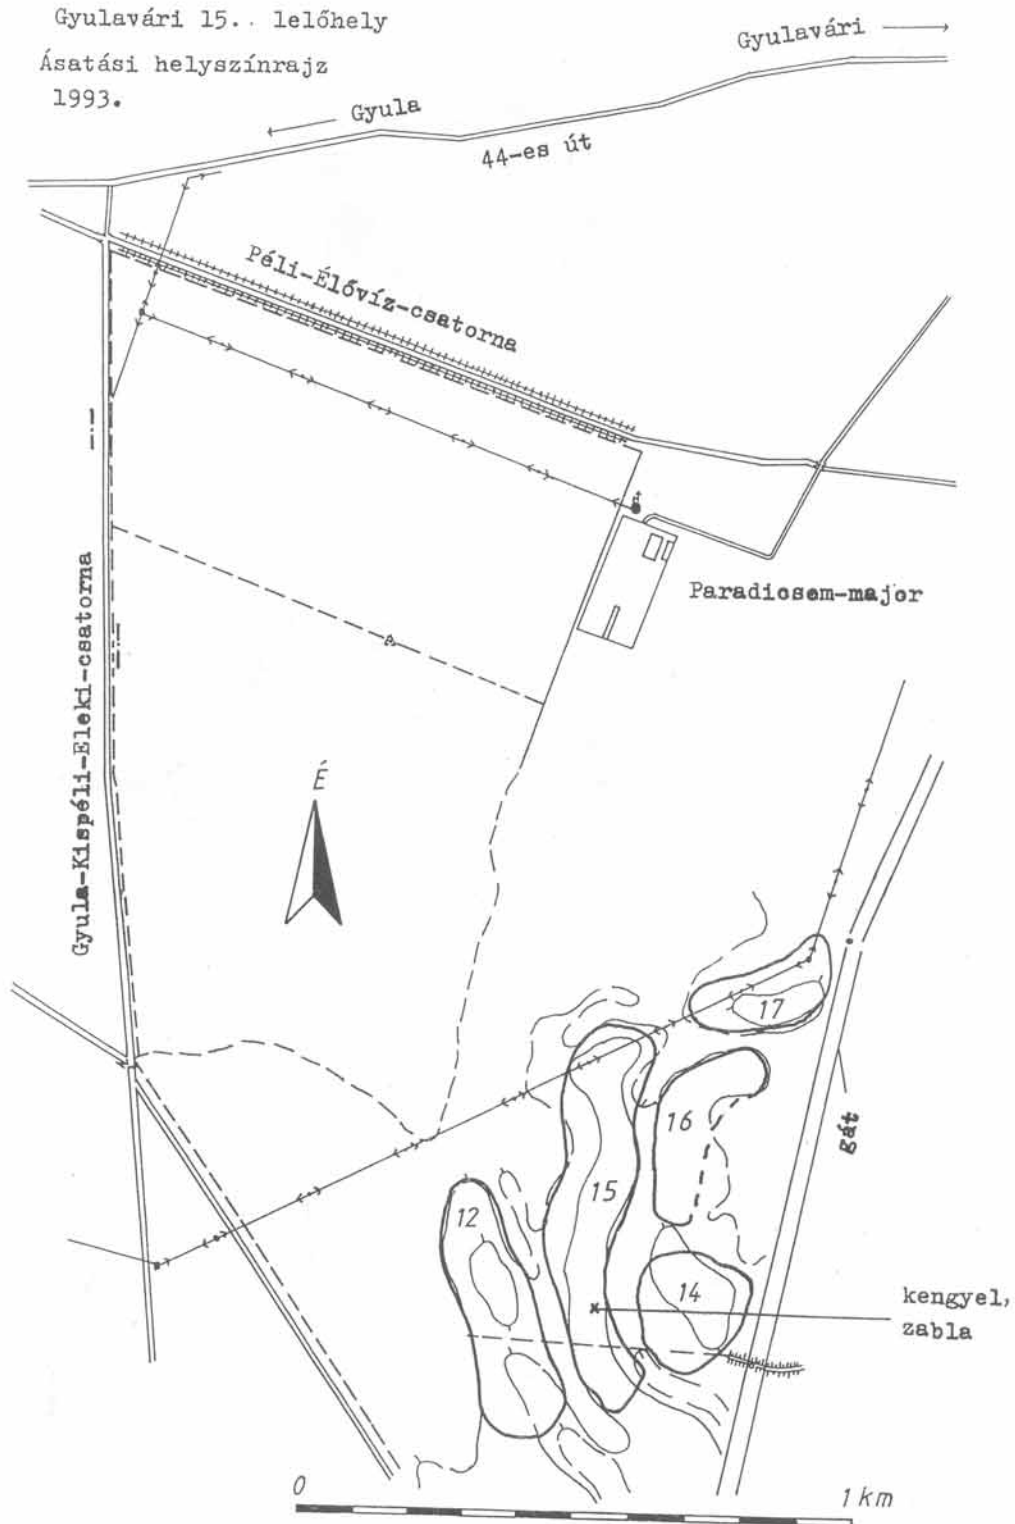 Gyulavári 15.. lelőhely
Ásatási helyszínrajz
1993.
Gyulavári
Gyula
44-es út
Péli-Élővíz-csatorna
Paradicsom-major
Gyula-Kispéli-Eleki-csatorna
É
17
16
gát
15
12
14
kengyel,
zabla
0
1 km